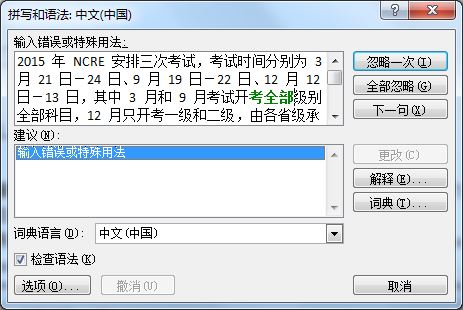 拼写和语法: 中文(中国)
输入错误或特殊用法:
2015 年 NCRE 安排三次考试，考试时间分别为 3
月 21 日-24 日、9 月 19 日-22 日、12 月 12
日-13 日，其中 3 月和 9 月考试开考全部级别
全部科目，12 月只开考一级和二级，由各省级承
忽略一次(I)
全部忽略(G)
下一句(X)
建议(N):
输入错误或特殊用法
更改(C)
解释(E)...
词典(T)...
词典语言(D): 中文(中国)
检查语法(K)
选项(O)... 撤消(U) 取消